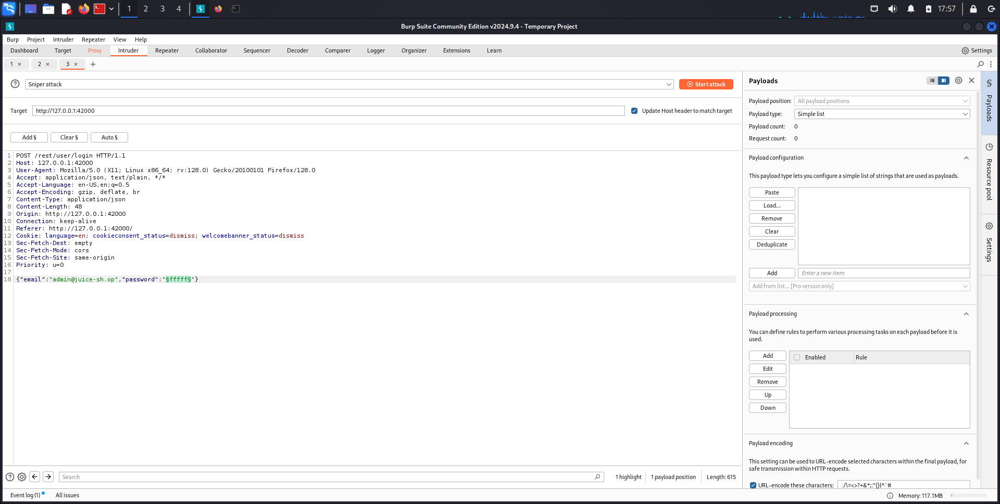 1 2 3 4 17:57
Burp Suite Community Edition v2024.9.4 - Temporary Project
Burp Project Intruder Repeater View Help
Dashboard Target Proxy Intruder Repeater Collaborator Sequencer Decoder Comparer Logger Organizer Extensions Learn Settings
1 × 2 × 3 × +
Sniper attack
Start attack
Target http://127.0.0.1:42000
Update Host header to match target
Add § Clear § Auto §
1 POST /rest/user/login HTTP/1.1
2 Host: 127.0.0.1:42000
3 User-Agent: Mozilla/5.0 (X11; Linux x86_64; rv:128.0) Gecko/20100101 Firefox/128.0
4 Accept: application/json, text/plain, */*
5 Accept-Language: en-US,en;q=0.5
6 Accept-Encoding: gzip, deflate, br
7 Content-Type: application/json
8 Content-Length: 48
9 Origin: http://127.0.0.1:42000
10 Connection: keep-alive
11 Referer: http://127.0.0.1:42000/
12 Cookie: language=en; cookieconsent_status=dismiss; welcomebanner_status=dismiss
13 Sec-Fetch-Dest: empty
14 Sec-Fetch-Mode: cors
15 Sec-Fetch-Site: same-origin
16 Priority: u=0
17
18 {"email":"admin@juice-sh.op","password":"§fffff§"}
Search
1 highlight 1 payload position Length: 615
Event log (1) All issues
Payloads
Payload position: All payload positions
Payload type: Simple list
Payload count: 0
Request count: 0
Payload configuration
This payload type lets you configure a simple list of strings that are used as payloads.
Paste
Load...
Remove
Clear
Deduplicate
Add Enter a new item
Add from list... [Pro version only]
Payload processing
You can define rules to perform various processing tasks on each payload before it is
used.
Add
Edit
Remove
Up
Down
Enabled Rule
Payload encoding
This setting can be used to URL-encode selected characters within the final payload, for
safe transmission within HTTP requests.
URL-encode these characters: ./\=<>?+&*;:"{}|^`#
§ Payloads
Resource pool
Settings
Memory: 117.1MB